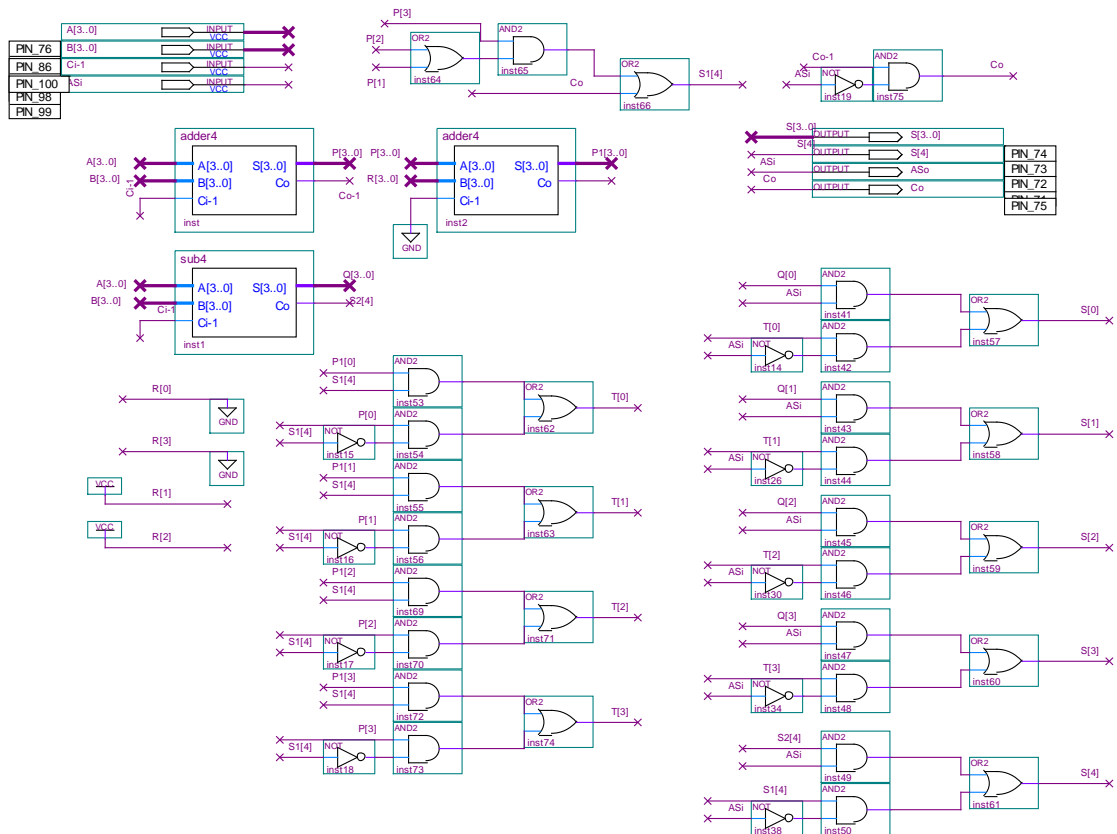 A[3..0]
INPUT
VCC
PIN_76
B[3..0]
INPUT
VCC
PIN_86
Ci-1
INPUT
VCC
PIN_100
ASi
INPUT
VCC
PIN_98
PIN_99
P[3]
P[2]
P[1]
OR2
inst64
AND2
inst65
Co
OR2
inst66
S1[4]
Co-1
ASi
NOT
inst19
AND2
inst75
Co
S[3..0]
OUTPUT
S[3..0]
S[4]
OUTPUT
S[4]
PIN_74
ASi
OUTPUT
ASo
PIN_73
Co
OUTPUT
Co
PIN_72
PIN_75
adder4
A[3..0]
B[3..0]
Ci-1
A[3..0]
B[3..0]
Ci-1
S[3..0]
Co
P[3..0]
Co-1
inst
adder4
P[3..0]
R[3..0]
A[3..0]
B[3..0]
Ci-1
S[3..0]
Co
P1[3..0]
inst2
GND
sub4
A[3..0]
B[3..0]
Ci-1
A[3..0]
B[3..0]
Ci-1
S[3..0]
Co
Q[3..0]
S2[4]
inst1
R[0]
GND
R[3]
GND
VCC
R[1]
VCC
R[2]
P1[0]
S1[4]
AND2
inst53
P[0]
S1[4]
NOT
inst15
AND2
inst54
OR2
inst62
T[0]
P1[1]
S1[4]
AND2
inst55
P[1]
S1[4]
NOT
inst16
AND2
inst56
OR2
inst63
T[1]
P1[2]
S1[4]
AND2
inst69
P[2]
S1[4]
NOT
inst17
AND2
inst70
OR2
inst71
T[2]
P1[3]
S1[4]
AND2
inst72
P[3]
S1[4]
NOT
inst18
AND2
inst73
OR2
inst74
T[3]
Q[0]
ASi
AND2
inst41
T[0]
ASi
NOT
inst14
AND2
inst42
OR2
inst57
S[0]
Q[1]
ASi
AND2
inst43
T[1]
ASi
NOT
inst26
AND2
inst44
OR2
inst58
S[1]
Q[2]
ASi
AND2
inst45
T[2]
ASi
NOT
inst30
AND2
inst46
OR2
inst59
S[2]
Q[3]
ASi
AND2
inst47
T[3]
ASi
NOT
inst34
AND2
inst48
OR2
inst60
S[3]
S2[4]
ASi
AND2
inst49
S1[4]
ASi
NOT
inst38
AND2
inst50
OR2
inst61
S[4]